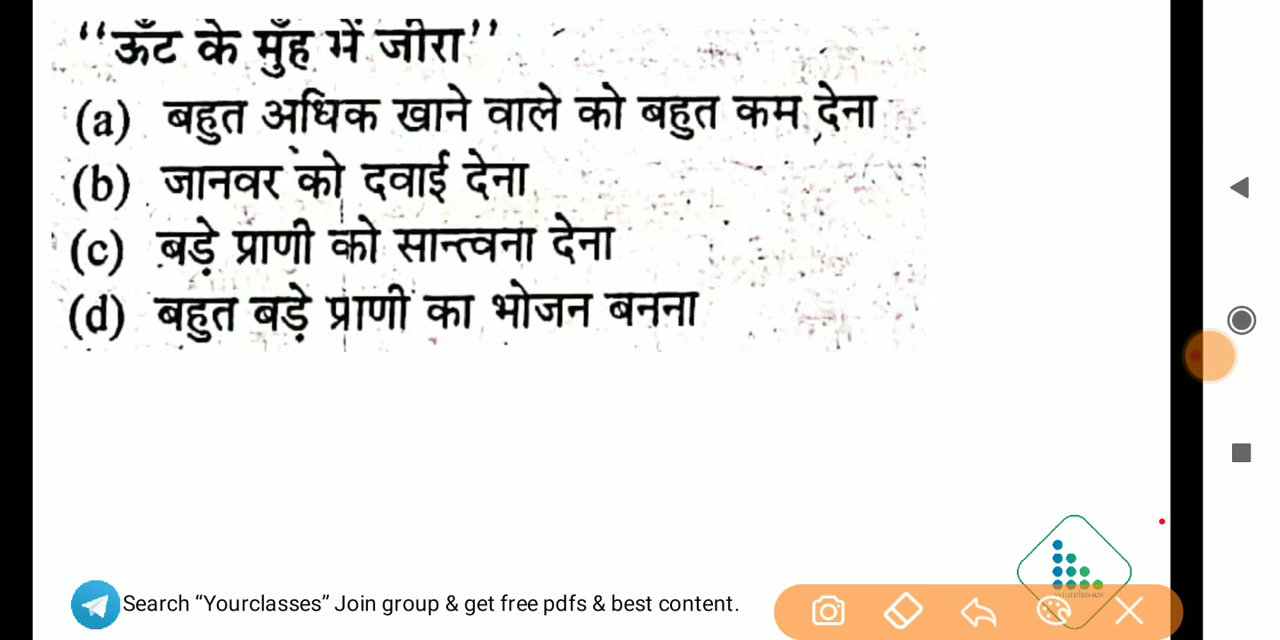 ‘‘ऊँट के मुँह में जीरा’’
(a) बहुत अधिक खाने वाले को बहुत कम देना
(b) जानवर को दवाई देना
(c) बड़े प्राणी को सान्त्वना देना
(d) बहुत बड़े प्राणी का भोजन बनना
Search “Yourclasses” Join group & get free pdfs & best content.
yourclasses